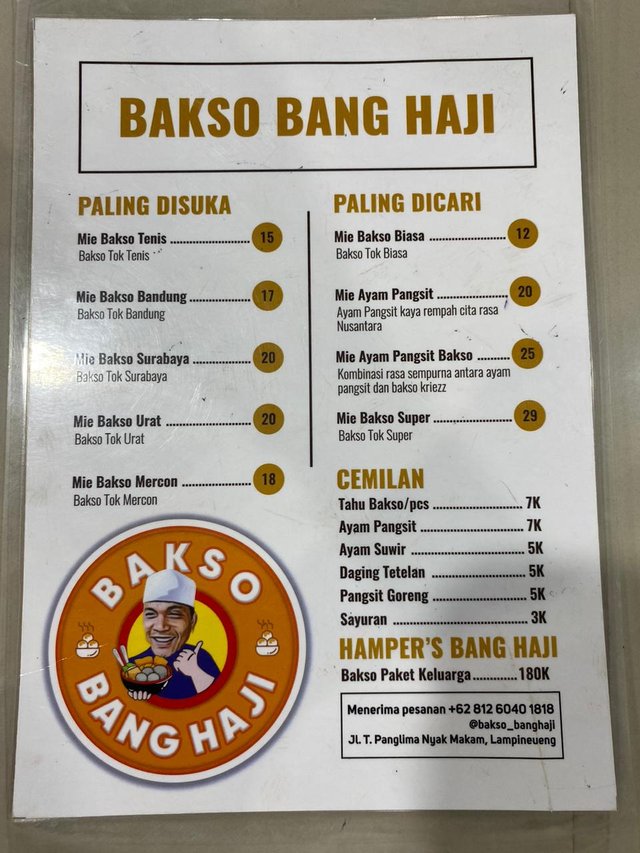 BAKSO BANG HAJI
PALING DISUKA
Mie Bakso Tenis ........................ 15
Bakso Tok Tenis
Mie Bakso Bandung .................. 17
Bakso Tok Bandung
Mie Bakso Surabaya ................. 20
Bakso Tok Surabaya
Mie Bakso Urat ......................... 20
Bakso Tok Urat
Mie Bakso Mercon .................... 18
Bakso Tok Mercon
PALING DICARI
Mie Bakso Biasa ....................... 12
Bakso Tok Biasa
Mie Ayam Pangsit ..................... 20
Ayam Pangsit kaya rempah cita rasa
Nusantara
Mie Ayam Pangsit Bakso ......... 25
Kombinasi rasa sempurna antara ayam
pangsit dan bakso kriezz
Mie Bakso Super ...................... 29
Bakso Tok Super
CEMILAN
Tahu Bakso/pcs ........................ 7K
Ayam Pangsit ........................... 7K
Ayam Suwir .............................. 5K
Daging Tetelan ......................... 5K
Pangsit Goreng ........................ 5K
Sayuran ................................... 3K
HAMPER'S BANG HAJI
Bakso Paket Keluarga ............. 180K
Menerima pesanan +62 812 6040 1818
@bakso_banghaji
Jl. T. Panglima Nyak Makam, Lampineueng
BAKSO
BANG HAJI